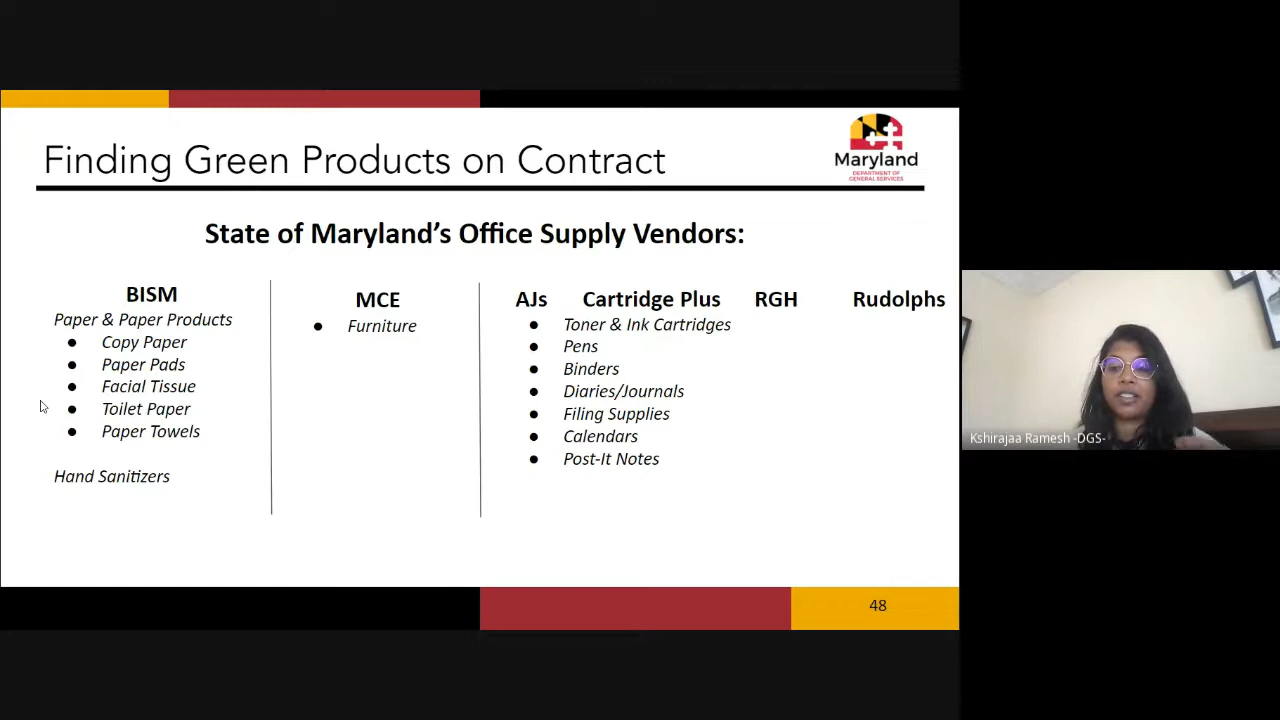 Finding Green Products on Contract
Maryland
DEPARTMENT OF
GENERAL SERVICES
State of Maryland’s Office Supply Vendors:
BISM
Paper & Paper Products
● Copy Paper
● Paper Pads
● Facial Tissue
● Toilet Paper
● Paper Towels
Hand Sanitizers
MCE
● Furniture
AJs Cartridge Plus RGH Rudolphs
● Toner & Ink Cartridges
● Pens
● Binders
● Diaries/Journals
● Filing Supplies
● Calendars
● Post-It Notes
48
Kshirajaa Ramesh -DGS-